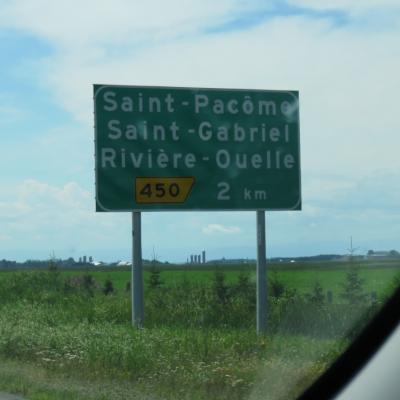 Saint-Pacôme
Saint-Gabriel
Rivière-Ouelle
450 2 km